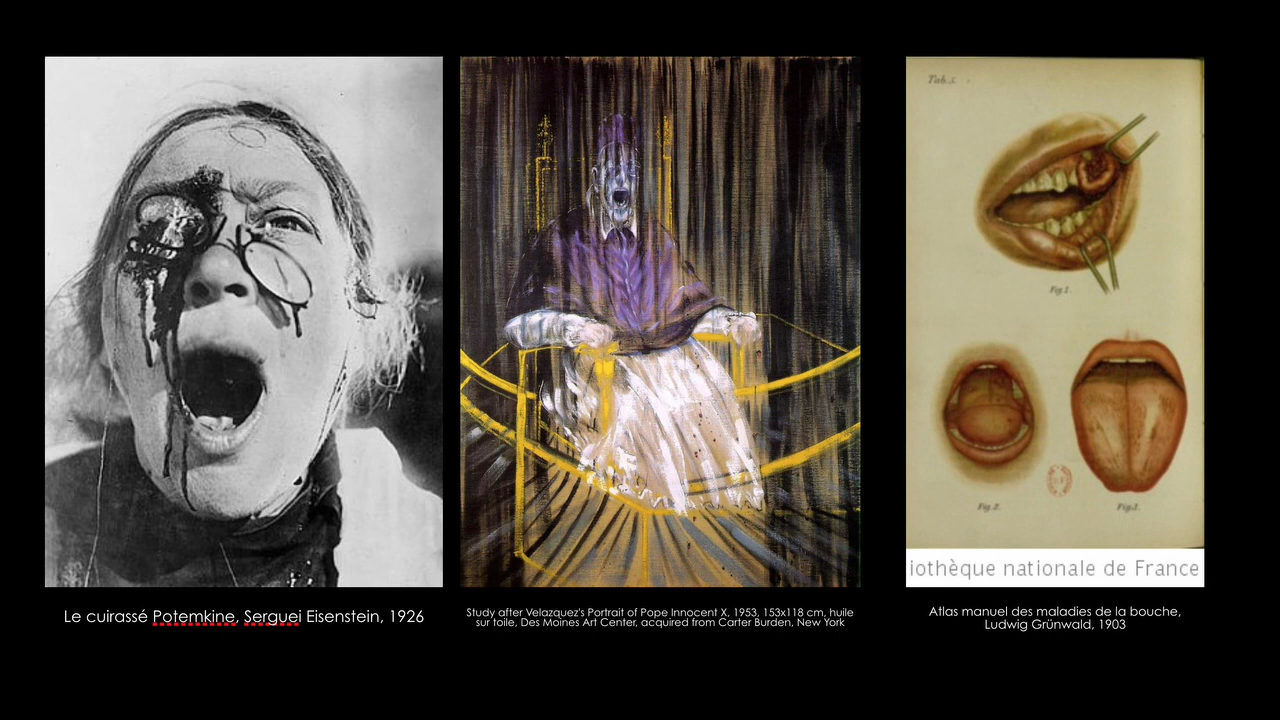 Tab. 5.
Fig. 1.
Fig. 2.
Fig. 3.
iothèque nationale de France
Le cuirassé Potemkine, Serguei Eisenstein, 1926
Study after Velazquez's Portrait of Pope Innocent X, 1953, 153x118 cm, huile
sur toile, Des Moines Art Center, acquired from Carter Burden, New York
Atlas manuel des maladies de la bouche,
Ludwig Grünwald, 1903